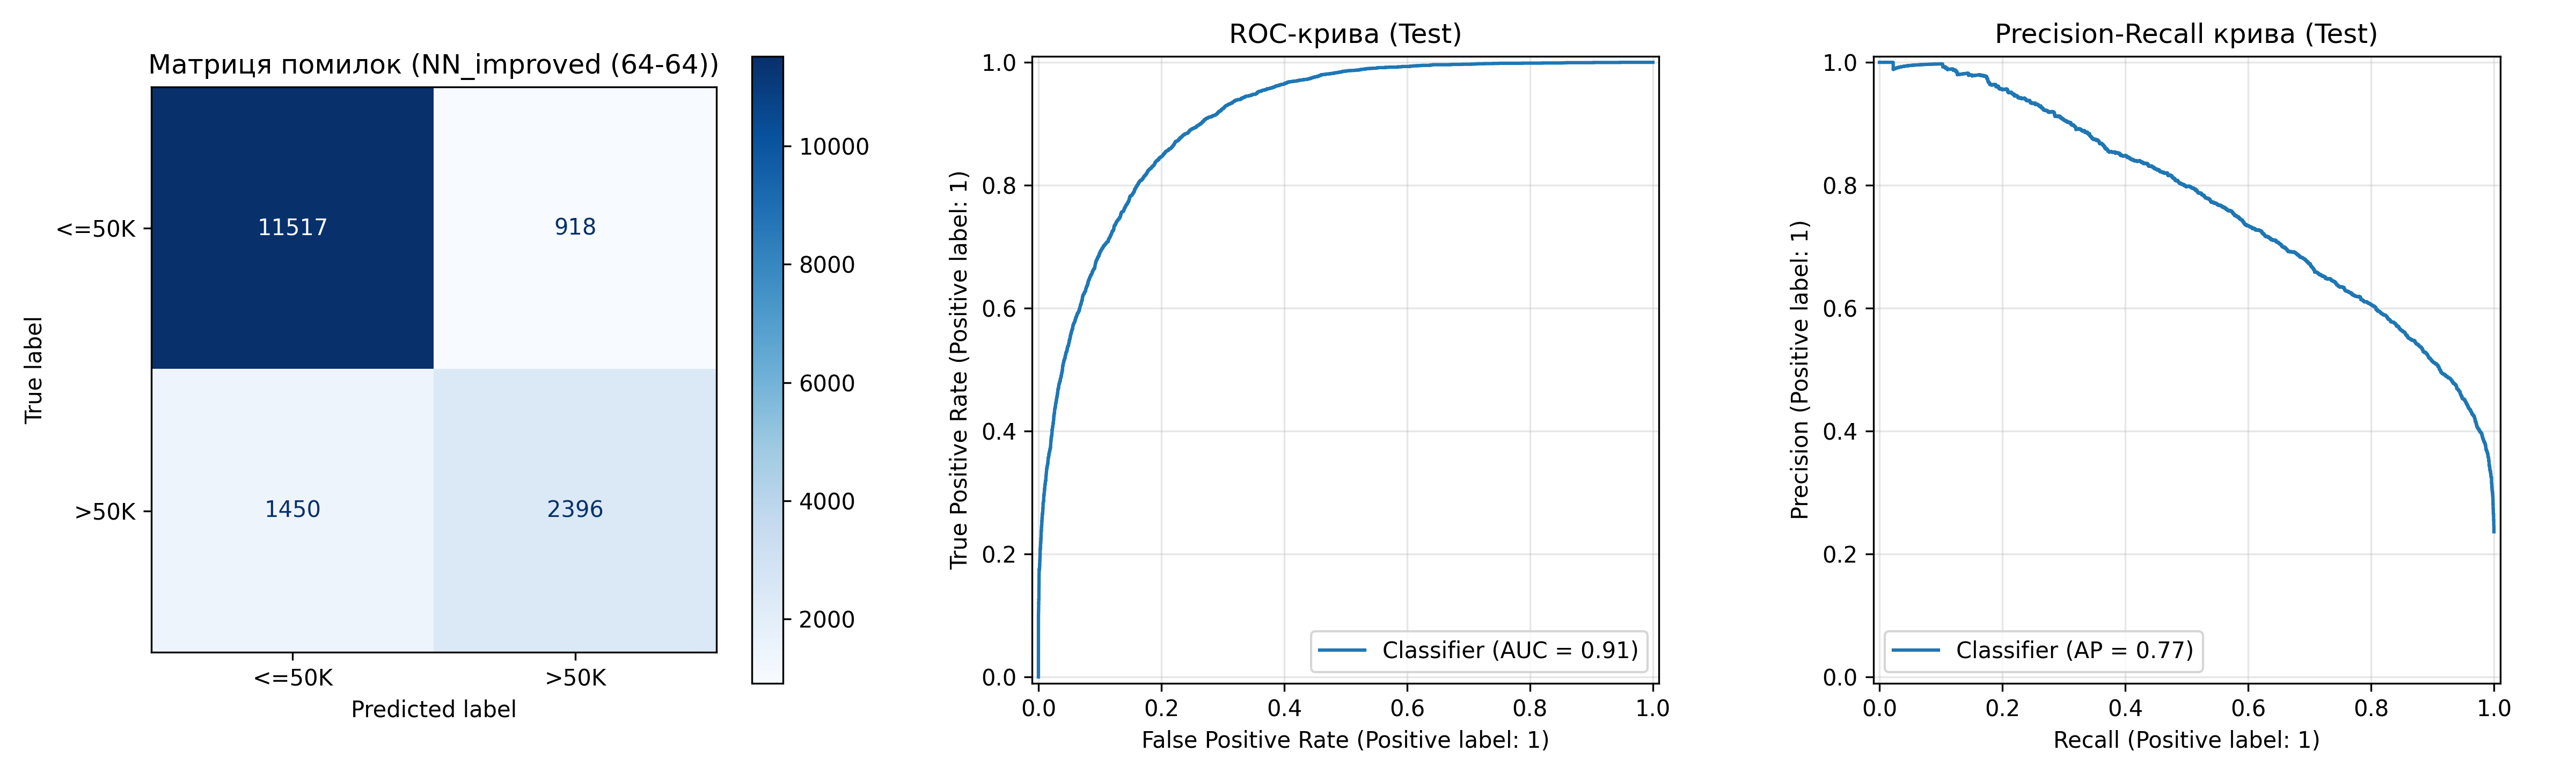 Матриця помилок (NN_improved (64-64))
True label
<=50K
>50K
11517
918
1450
2396
<=50K
>50K
Predicted label
10000
8000
6000
4000
2000
ROC-крива (Test)
True Positive Rate (Positive label: 1)
1.0
0.8
0.6
0.4
0.2
0.0
Classifier (AUC = 0.91)
0.0
0.2
0.4
0.6
0.8
1.0
False Positive Rate (Positive label: 1)
Precision-Recall крива (Test)
Precision (Positive label: 1)
1.0
0.8
0.6
0.4
0.2
0.0
Classifier (AP = 0.77)
0.0
0.2
0.4
0.6
0.8
1.0
Recall (Positive label: 1)